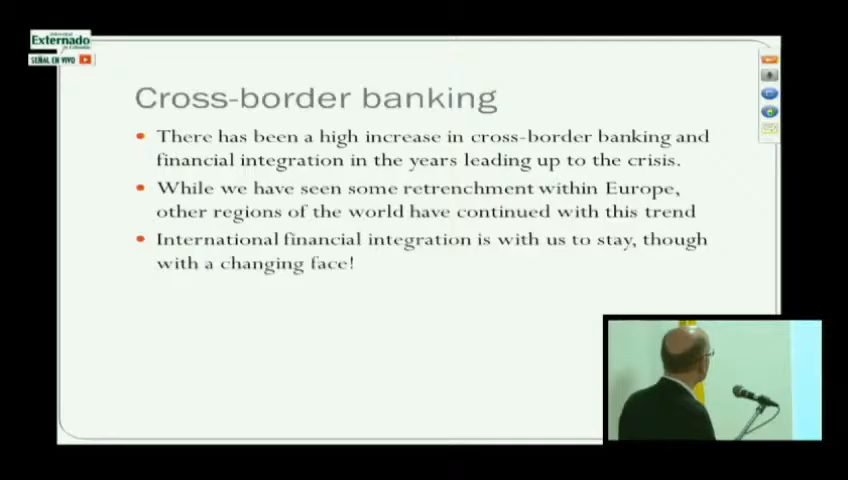 Universidad
Externado
de Colombia
SEÑAL EN VIVO
Cross-border banking
• There has been a high increase in cross-border banking and
financial integration in the years leading up to the crisis.
• While we have seen some retrenchment within Europe,
other regions of the world have continued with this trend
• International financial integration is with us to stay, though
with a changing face!